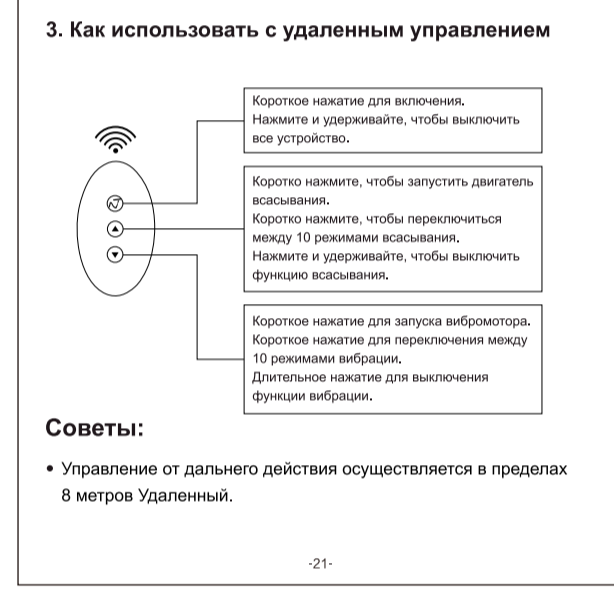 3. Как использовать с удаленным управлением
Короткое нажатие для включения.
Нажмите и удерживайте, чтобы выключить
все устройство.
Коротко нажмите, чтобы запустить двигатель
всасывания.
Коротко нажмите, чтобы переключиться
между 10 режимами всасывания.
Нажмите и удерживайте, чтобы выключить
функцию всасывания.
Короткое нажатие для запуска вибромотора.
Короткое нажатие для переключения между
10 режимами вибрации.
Длительное нажатие для выключения
функции вибрации.
Советы:
• Управление от дальнего действия осуществляется в пределах
8 метров Удаленный.
-21-